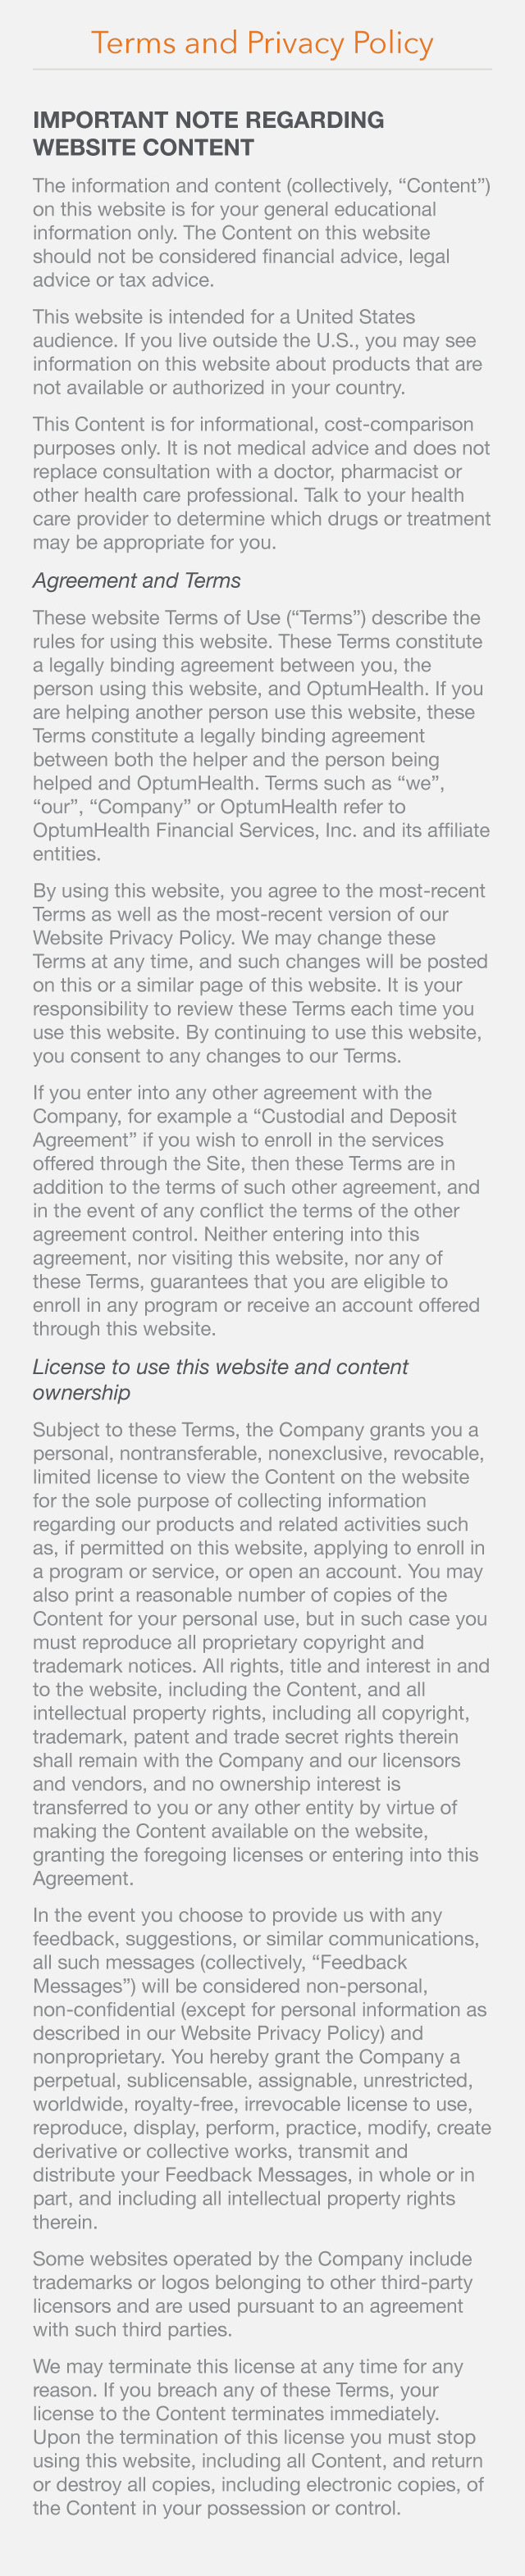 Terms and Privacy Policy
IMPORTANT NOTE REGARDING
WEBSITE CONTENT
The information and content (collectively, “Content”)
on this website is for your general educational
information only. The Content on this website
should not be considered financial advice, legal
advice or tax advice.
This website is intended for a United States
audience. If you live outside the U.S., you may see
information on this website about products that are
not available or authorized in your country.
This Content is for informational, cost-comparison
purposes only. It is not medical advice and does not
replace consultation with a doctor, pharmacist or
other health care professional. Talk to your health
care provider to determine which drugs or treatment
may be appropriate for you.
Agreement and Terms
These website Terms of Use (“Terms”) describe the
rules for using this website. These Terms constitute
a legally binding agreement between you, the
person using this website, and OptumHealth. If you
are helping another person use this website, these
Terms constitute a legally binding agreement
between both the helper and the person being
helped and OptumHealth. Terms such as “we”,
“our”, “Company” or OptumHealth refer to
OptumHealth Financial Services, Inc. and its affiliate
entities.
By using this website, you agree to the most-recent
Terms as well as the most-recent version of our
Website Privacy Policy. We may change these
Terms at any time, and such changes will be posted
on this or a similar page of this website. It is your
responsibility to review these Terms each time you
use this website. By continuing to use this website,
you consent to any changes to our Terms.
If you enter into any other agreement with the
Company, for example a “Custodial and Deposit
Agreement” if you wish to enroll in the services
offered through the Site, then these Terms are in
addition to the terms of such other agreement, and
in the event of any conflict the terms of the other
agreement control. Neither entering into this
agreement, nor visiting this website, nor any of
these Terms, guarantees that you are eligible to
enroll in any program or receive an account offered
through this website.
License to use this website and content
ownership
Subject to these Terms, the Company grants you a
personal, nontransferable, nonexclusive, revocable,
limited license to view the Content on the website
for the sole purpose of collecting information
regarding our products and related activities such
as, if permitted on this website, applying to enroll in
a program or service, or open an account. You may
also print a reasonable number of copies of the
Content for your personal use, but in such case you
must reproduce all proprietary copyright and
trademark notices. All rights, title and interest in and
to the website, including the Content, and all
intellectual property rights, including all copyright,
trademark, patent and trade secret rights therein
shall remain with the Company and our licensors
and vendors, and no ownership interest is
transferred to you or any other entity by virtue of
making the Content available on the website,
granting the foregoing licenses or entering into this
Agreement.
In the event you choose to provide us with any
feedback, suggestions, or similar communications,
all such messages (collectively, “Feedback
Messages”) will be considered non-personal,
non-confidential (except for personal information as
described in our Website Privacy Policy) and
nonproprietary. You hereby grant the Company a
perpetual, sublicensable, assignable, unrestricted,
worldwide, royalty-free, irrevocable license to use,
reproduce, display, perform, practice, modify, create
derivative or collective works, transmit and
distribute your Feedback Messages, in whole or in
part, and including all intellectual property rights
therein.
Some websites operated by the Company include
trademarks or logos belonging to other third-party
licensors and are used pursuant to an agreement
with such third parties.
We may terminate this license at any time for any
reason. If you breach any of these Terms, your
license to the Content terminates immediately.
Upon the termination of this license you must stop
using this website, including all Content, and return
or destroy all copies, including electronic copies, of
the Content in your possession or control.